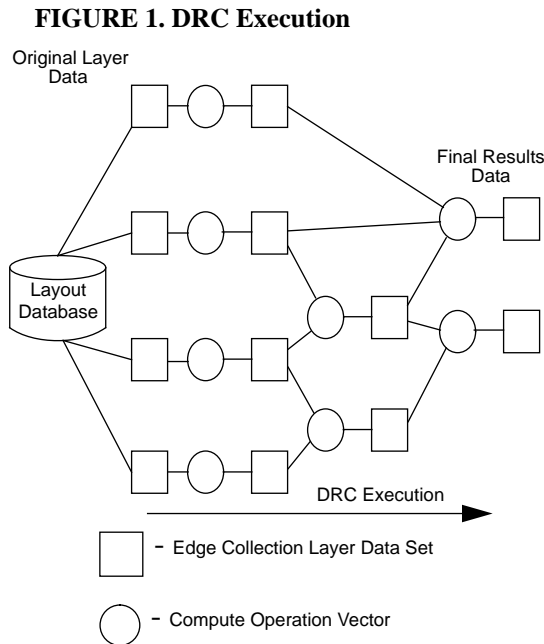 FIGURE 1. DRC Execution
Original Layer
Data
Final Results
Data
Layout
Database
DRC Execution
- Edge Collection Layer Data Set
- Compute Operation Vector